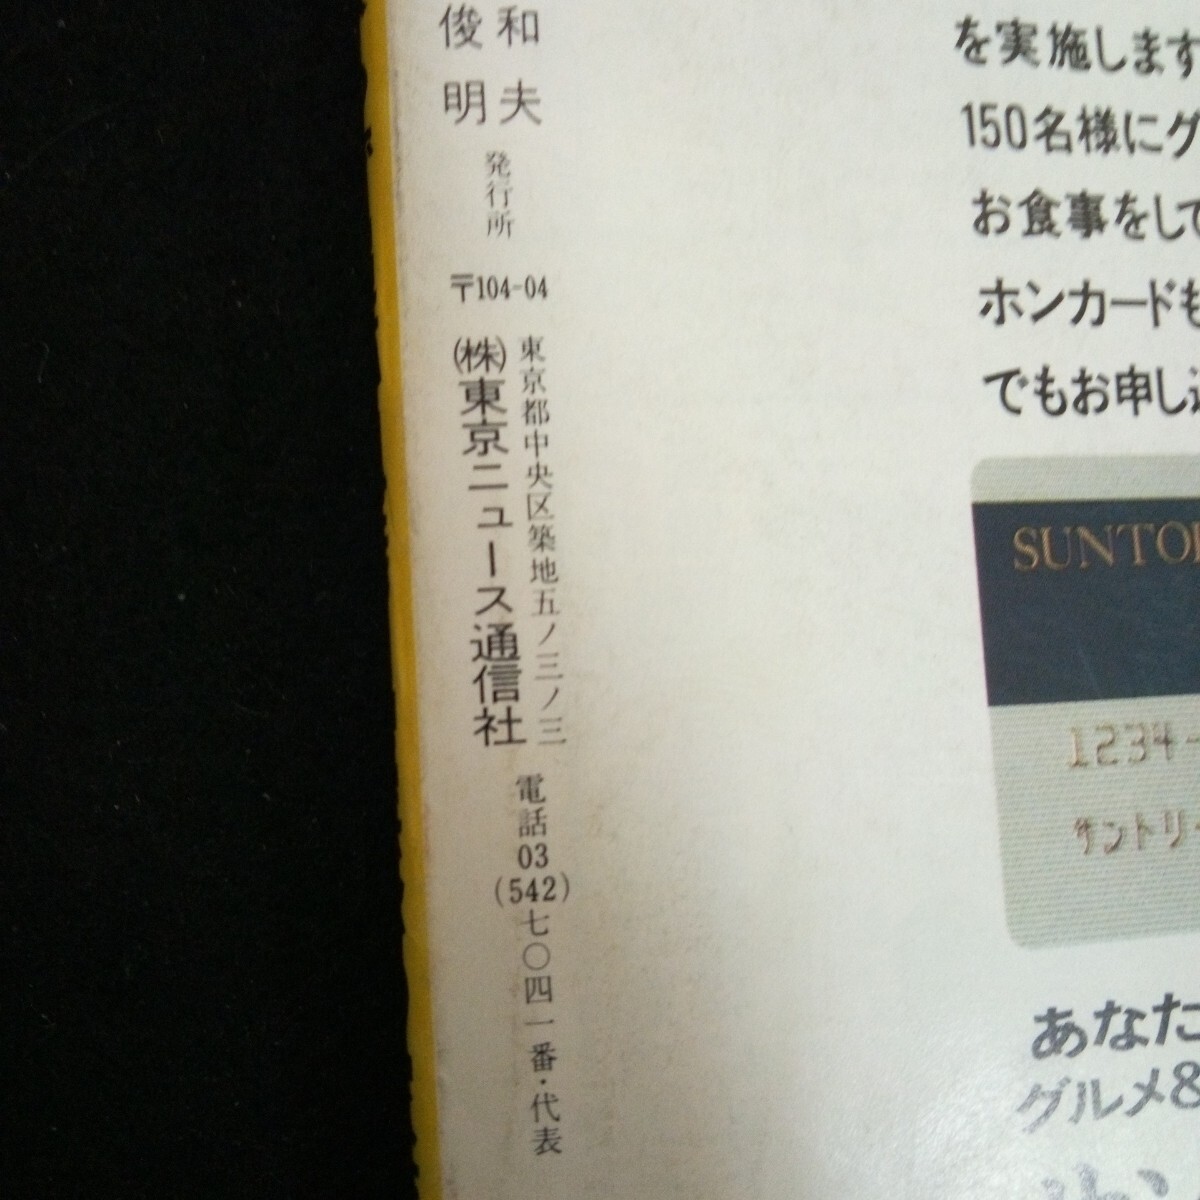 和夫
俊明
発行所
〒104-04
東京都中央区築地五ノ三ノ三
(株)東京ニュース通信社
電話03(542)七〇四一番・代表
を実施します
150名様にグ
お食事をして
ホンカードも
でもお申し込
SUNTO
1234-
サントリー
あなた
グルメ8